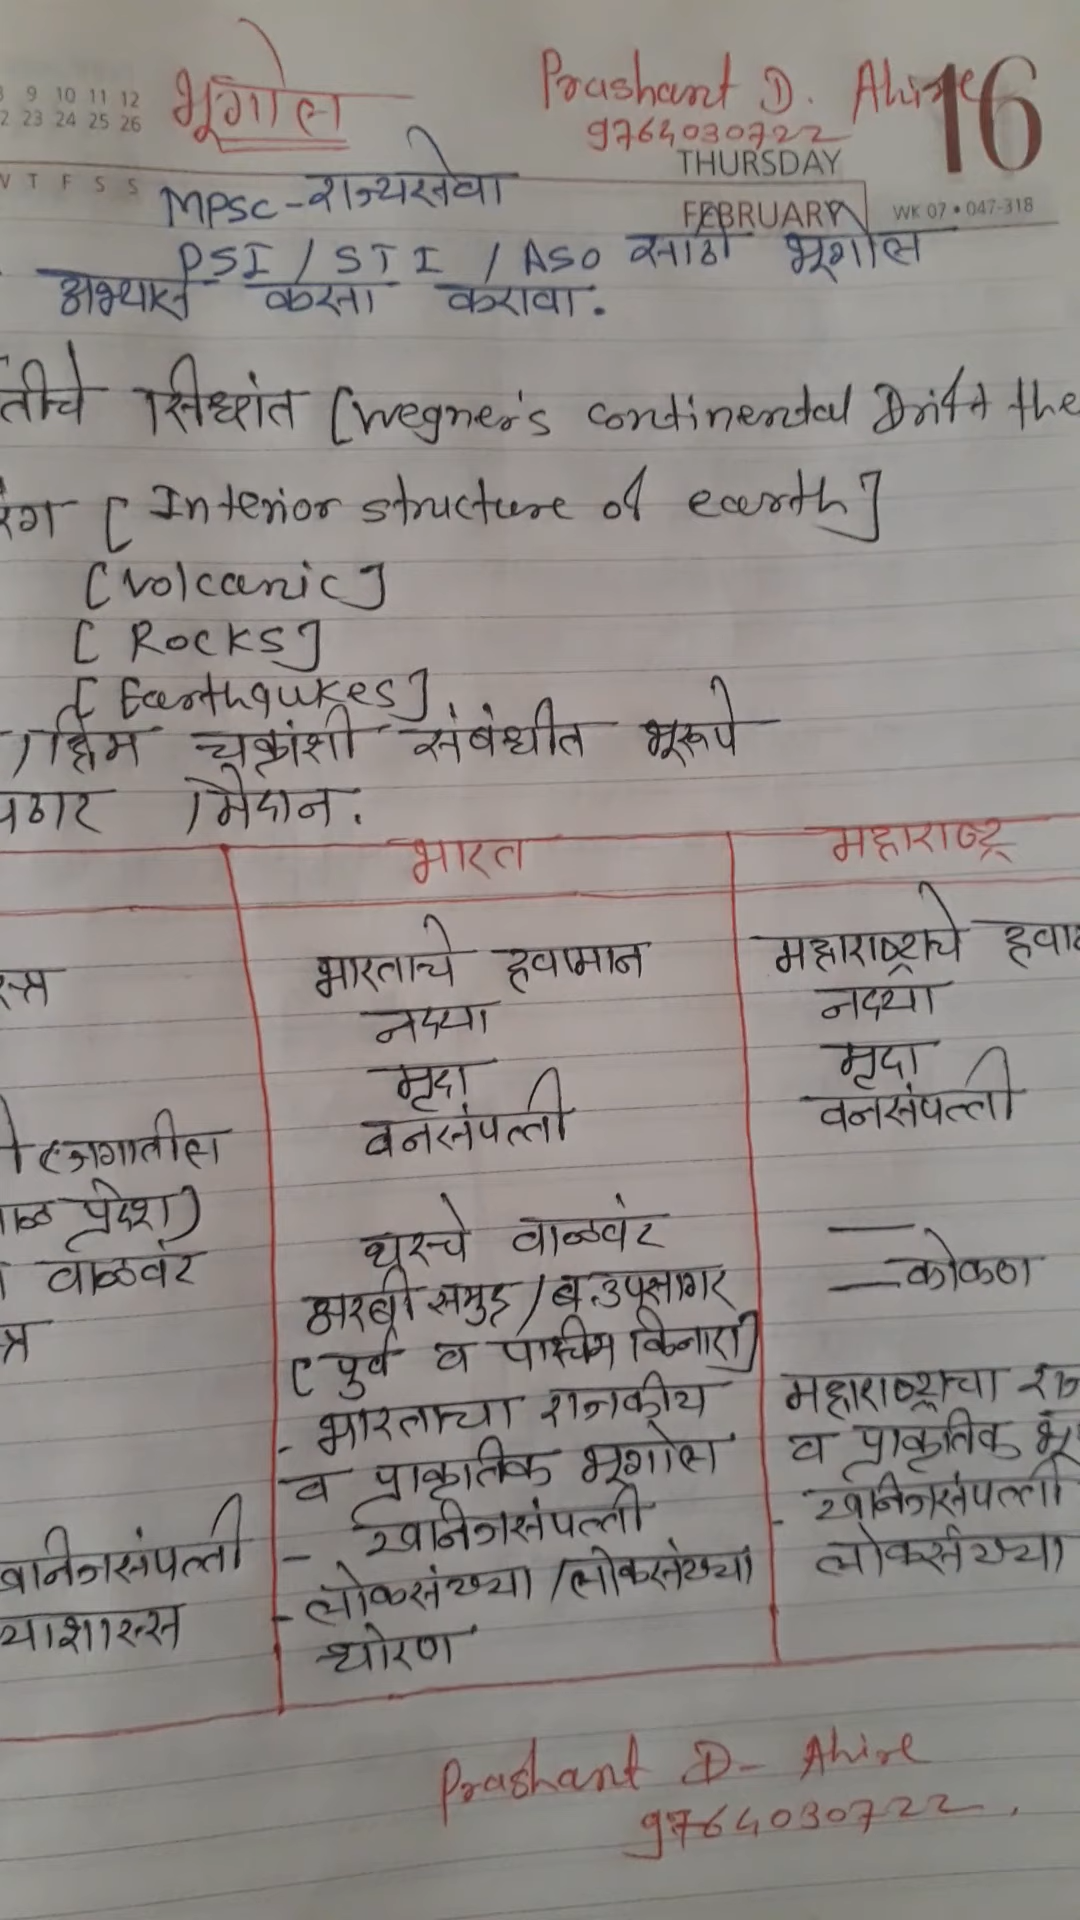 9 10 11 12
23 24 25 26
भूगोल
Prashant D. Ahire
9764030722
16
THURSDAY
T F S S
FEBRUARY
WK 07 • 047-318
MPSC-राज्यसेवा
PSI / STI / ASO साठी भूगोल
अभ्यास कसा करावा.
तीचे सिध्दांत [Wegner's continental Drift the
रंग [Interior structure of earth]
[Volcanic]
[Rocks]
[Earthqukes]
/हिम चक्रांशी संबंधीत भूरूपे
पठार /मैदान.
भारत
महाराष्ट्र
भारताचे हवामान
नद्या
मृदा
वनसंपत्ती
महाराष्ट्राचे हवा
नद्या
मृदा
वनसंपत्ती
(जगातील
प्रदेश)
वाळवंट
थरचे वाळवंट
अरबी समुद्र /ब.उपसागर
(पुर्व व पश्चिम किनारा)
कोकण
- भारताचा राजकीय
व प्राकृतिक भूगोल
- खनिजसंपत्ती
- लोकसंख्या /लोकसंख्या
धोरण
महाराष्ट्राचा राज
व प्राकृतिक भू
- खनिजसंपत्ती
लोकसंख्या
खनिजसंपत्ती
याशास्त्र
Prashant D- Ahire
9764030722.